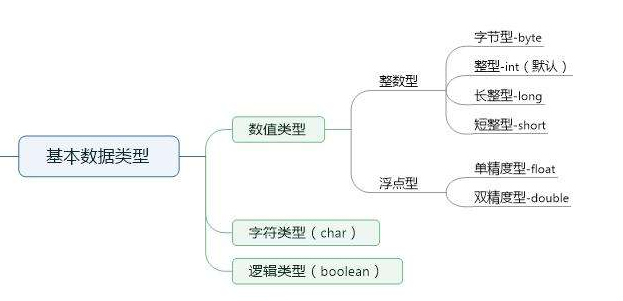 基本数据类型
数值类型
整数型
字节型-byte
整型-int（默认）
长整型-long
短整型-short
浮点型
单精度型-float
双精度型-double
字符类型（char）
逻辑类型（boolean）